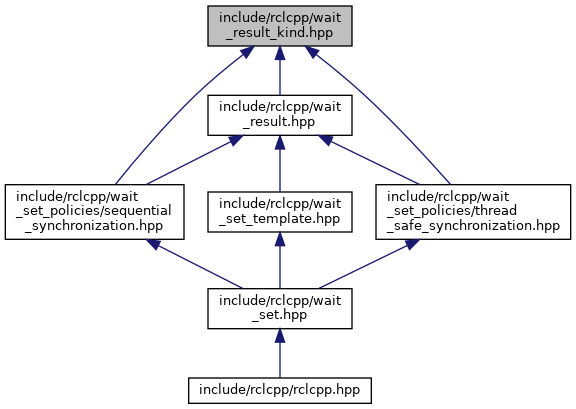 include/rclcpp/wait
_result_kind.hpp
include/rclcpp/wait
_result.hpp
include/rclcpp/wait
_set_policies/sequential
_synchronization.hpp
include/rclcpp/wait
_set_template.hpp
include/rclcpp/wait
_set_policies/thread
_safe_synchronization.hpp
include/rclcpp/wait
_set.hpp
include/rclcpp/rclcpp.hpp